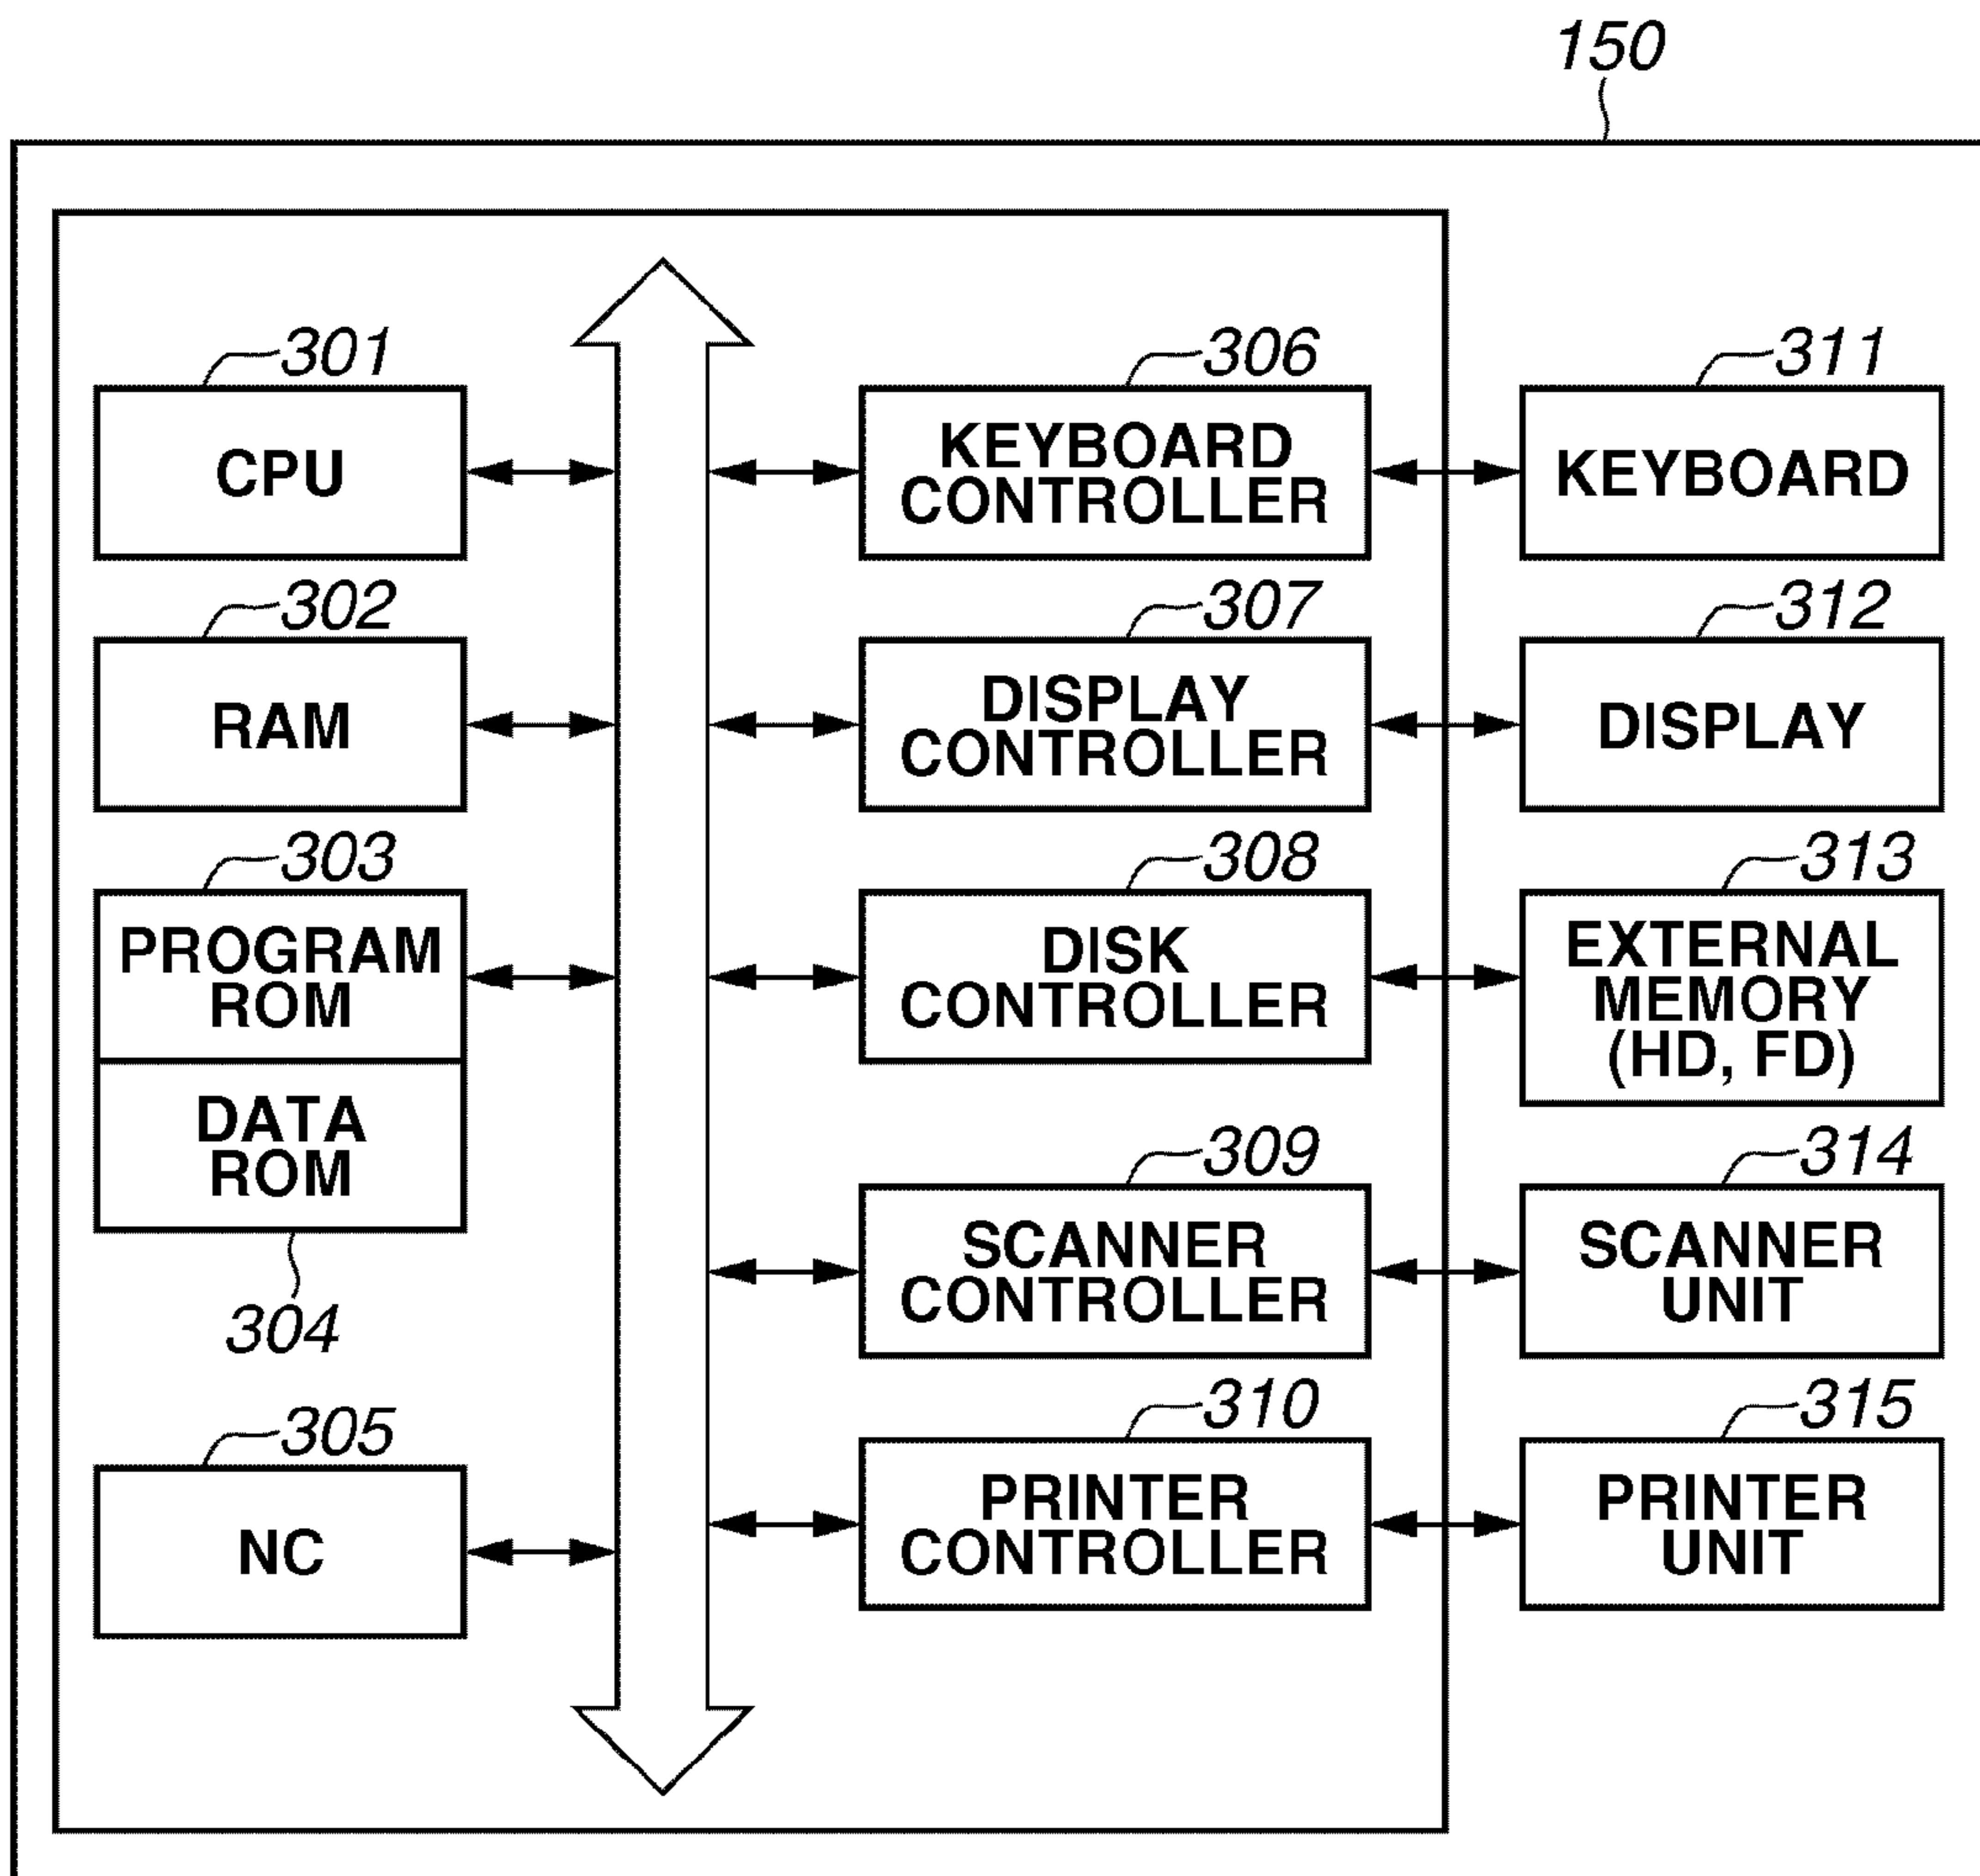 150
301
CPU
302
RAM
303
PROGRAM
ROM
DATA
ROM
304
305
NC
306
KEYBOARD
CONTROLLER
307
DISPLAY
CONTROLLER
308
DISK
CONTROLLER
309
SCANNER
CONTROLLER
310
PRINTER
CONTROLLER
311
KEYBOARD
312
DISPLAY
313
EXTERNAL
MEMORY
(HD, FD)
314
SCANNER
UNIT
315
PRINTER
UNIT